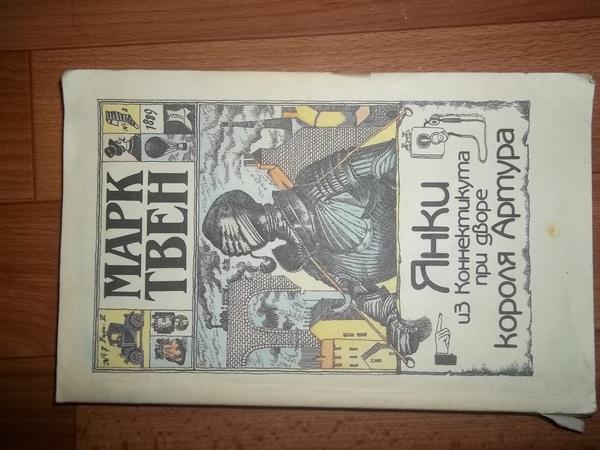 1889
МАРК
ТВЕН
Янки
из Коннектикута
при дворе
короля Артура